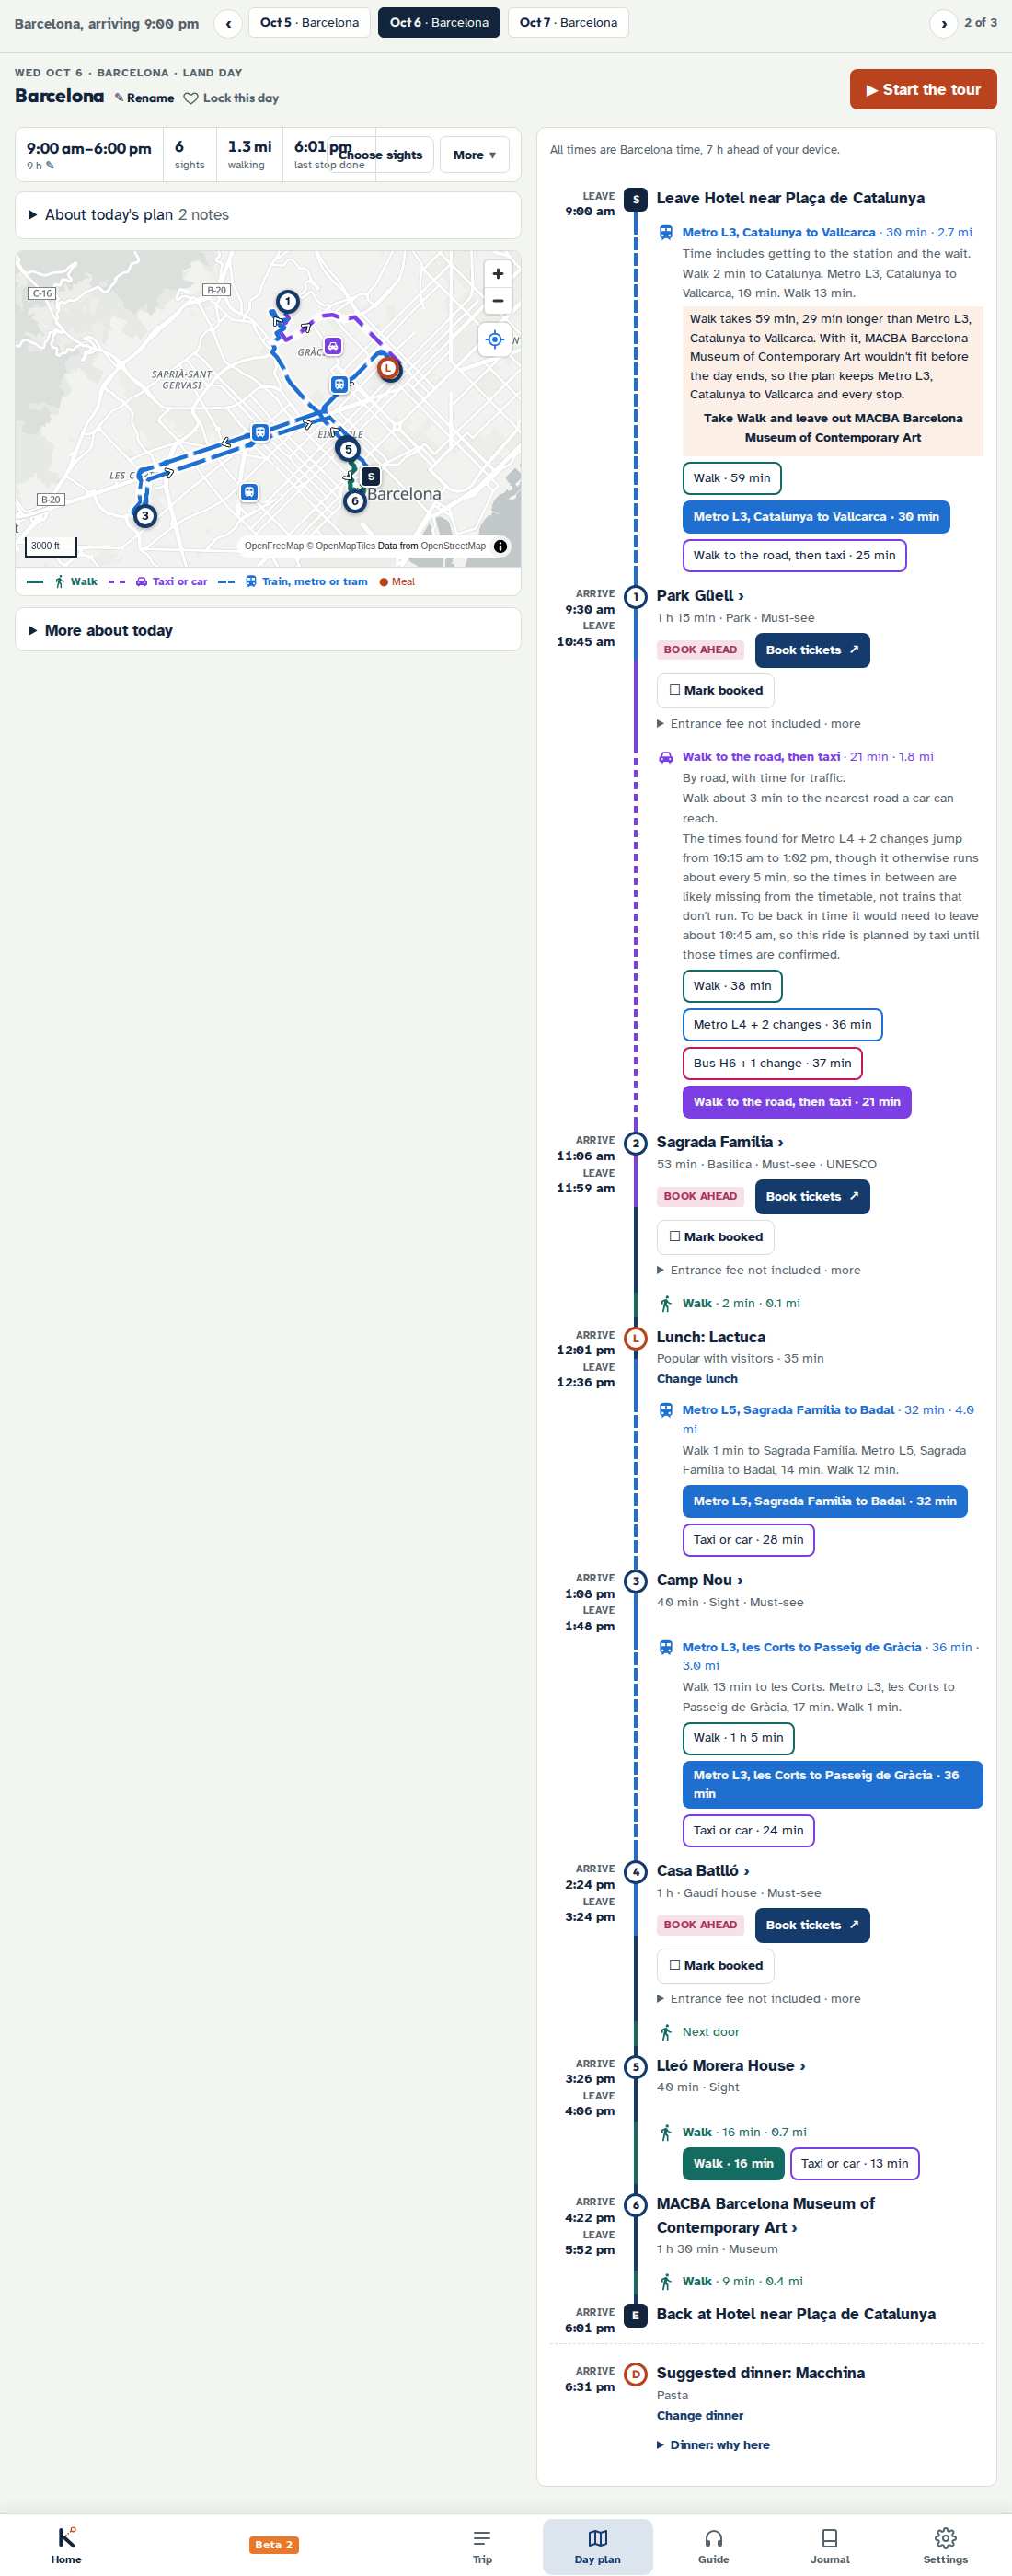 Barcelona, arriving 9:00 pm
‹
Oct 5 · Barcelona
Oct 6 · Barcelona
Oct 7 · Barcelona
›
2 of 3
WED OCT 6 · BARCELONA · LAND DAY
Barcelona
✎ Rename
Lock this day
▶ Start the tour
9:00 am–6:00 pm
9 h ✎
6
sights
1.3 mi
walking
6:01 pm
last stop done
Choose sights
More ▾
▶ About today's plan 2 notes
C-16
B-20
1
GRÀC
L
SARRIÀ-SANT
GERVASI
N
EIX
LE
5
S
LES C
T
B-20
3
6
Barcelona
t
+
−
3000 ft
OpenFreeMap © OpenMapTiles Data from OpenStreetMap
Walk
Taxi or car
Train, metro or tram
Meal
▶ More about today
All times are Barcelona time, 7 h ahead of your device.
LEAVE
9:00 am
S
Leave Hotel near Plaça de Catalunya
Metro L3, Catalunya to Vallcarca · 30 min · 2.7 mi
Time includes getting to the station and the wait.
Walk 2 min to Catalunya. Metro L3, Catalunya to
Vallcarca, 10 min. Walk 13 min.
Walk takes 59 min, 29 min longer than Metro L3,
Catalunya to Vallcarca. With it, MACBA Barcelona
Museum of Contemporary Art wouldn't fit before
the day ends, so the plan keeps Metro L3,
Catalunya to Vallcarca and every stop.
Take Walk and leave out MACBA Barcelona
Museum of Contemporary Art
Walk · 59 min
Metro L3, Catalunya to Vallcarca · 30 min
Walk to the road, then taxi · 25 min
ARRIVE
9:30 am
LEAVE
10:45 am
1
Park Güell ›
1 h 15 min · Park · Must-see
BOOK AHEAD
Book tickets ↗
☐ Mark booked
▶ Entrance fee not included · more
Walk to the road, then taxi · 21 min · 1.8 mi
By road, with time for traffic.
Walk about 3 min to the nearest road a car can
reach.
The times found for Metro L4 + 2 changes jump
from 10:15 am to 1:02 pm, though it otherwise runs
about every 5 min, so the times in between are
likely missing from the timetable, not trains that
don't run. To be back in time it would need to leave
about 10:45 am, so this ride is planned by taxi until
those times are confirmed.
Walk · 38 min
Metro L4 + 2 changes · 36 min
Bus H6 + 1 change · 37 min
Walk to the road, then taxi · 21 min
ARRIVE
11:06 am
LEAVE
11:59 am
2
Sagrada Família ›
53 min · Basilica · Must-see · UNESCO
BOOK AHEAD
Book tickets ↗
☐ Mark booked
▶ Entrance fee not included · more
Walk · 2 min · 0.1 mi
ARRIVE
12:01 pm
LEAVE
12:36 pm
L
Lunch: Lactuca
Popular with visitors · 35 min
Change lunch
Metro L5, Sagrada Família to Badal · 32 min · 4.0
mi
Walk 1 min to Sagrada Família. Metro L5, Sagrada
Família to Badal, 14 min. Walk 12 min.
Metro L5, Sagrada Família to Badal · 32 min
Taxi or car · 28 min
ARRIVE
1:08 pm
LEAVE
1:48 pm
3
Camp Nou ›
40 min · Sight · Must-see
Metro L3, les Corts to Passeig de Gràcia · 36 min ·
3.0 mi
Walk 13 min to les Corts. Metro L3, les Corts to
Passeig de Gràcia, 17 min. Walk 1 min.
Walk · 1 h 5 min
Metro L3, les Corts to Passeig de Gràcia · 36
min
Taxi or car · 24 min
ARRIVE
2:24 pm
LEAVE
3:24 pm
4
Casa Batlló ›
1 h · Gaudí house · Must-see
BOOK AHEAD
Book tickets ↗
☐ Mark booked
▶ Entrance fee not included · more
Next door
ARRIVE
3:26 pm
LEAVE
4:06 pm
5
Lleó Morera House ›
40 min · Sight
Walk · 16 min · 0.7 mi
Walk · 16 min
Taxi or car · 13 min
ARRIVE
4:22 pm
LEAVE
5:52 pm
6
MACBA Barcelona Museum of
Contemporary Art ›
1 h 30 min · Museum
Walk · 9 min · 0.4 mi
ARRIVE
6:01 pm
E
Back at Hotel near Plaça de Catalunya
ARRIVE
6:31 pm
D
Suggested dinner: Macchina
Pasta
Change dinner
▶ Dinner: why here
Home
Beta 2
Trip
Day plan
Guide
Journal
Settings